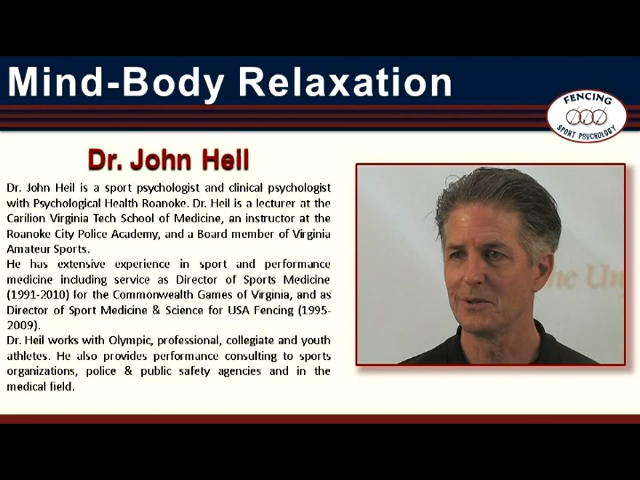 Mind-Body Relaxation
FENCING
SPORT PSYCHOLOGY
Dr. John Heil
Dr. John Heil is a sport psychologist and clinical psychologist
with Psychological Health Roanoke. Dr. Heil is a lecturer at the
Carilion Virginia Tech School of Medicine, an instructor at the
Roanoke City Police Academy, and a Board member of Virginia
Amateur Sports.
He has extensive experience in sport and performance
medicine including service as Director of Sports Medicine
(1991-2010) for the Commonwealth Games of Virginia, and as
Director of Sport Medicine & Science for USA Fencing (1995-
2009).
Dr. Heil works with Olympic, professional, collegiate and youth
athletes. He also provides performance consulting to sports
organizations, police & public safety agencies and in the
medical field.